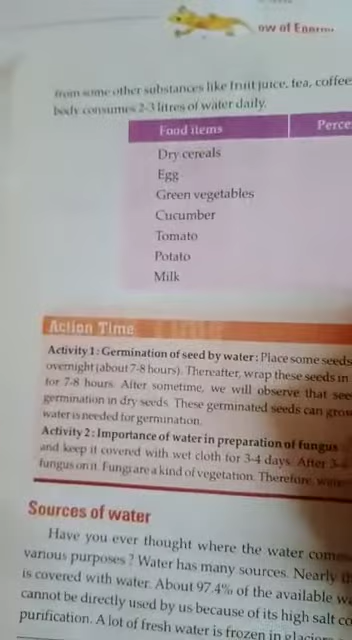 ow of Energy
from some other substances like fruit juice, tea, coffee
body consumes 2-3 litres of water daily.
Food items
Perce
Dry cereals
Egg
Green vegetables
Cucumber
Tomato
Potato
Milk
Action Time
Activity 1 : Germination of seed by water : Place some seeds
overnight (about 7-8 hours). Thereafter, wrap these seeds in
for 7-8 hours. After sometime, we will observe that see
germination in dry seeds. These germinated seeds can grow
water is needed for germination.
Activity 2 : Importance of water in preparation of fungus
and keep it covered with wet cloth for 3-4 days. After 3-4
fungus on it. Fungi are a kind of vegetation. Therefore, wate
Sources of water
Have you ever thought where the water comes
various purposes ? Water has many sources. Nearly th
is covered with water. About 97.4% of the available wa
cannot be directly used by us because of its high salt co
purification. A lot of fresh water is frozen in glaciers